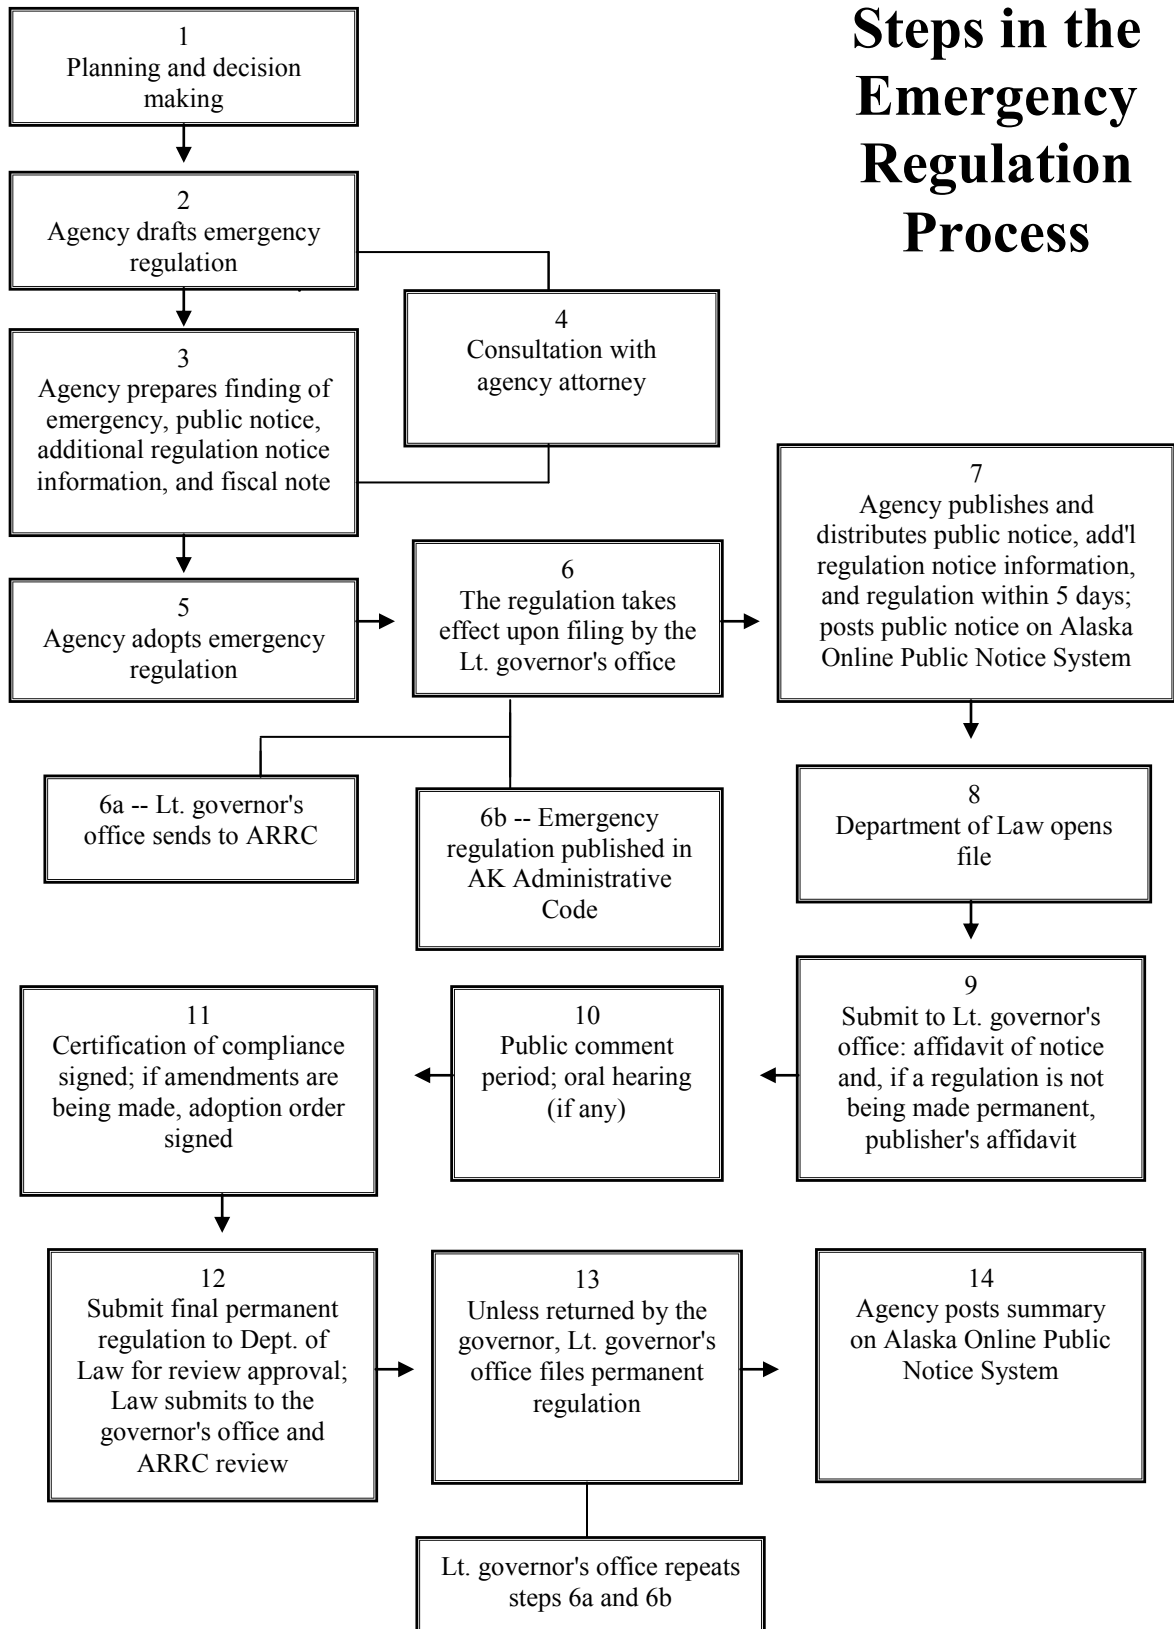 Steps in the
Emergency
Regulation
Process
1
Planning and decision
making
2
Agency drafts emergency
regulation
3
Agency prepares finding of
emergency, public notice,
additional regulation notice
information, and fiscal note
4
Consultation with
agency attorney
5
Agency adopts emergency
regulation
6
The regulation takes
effect upon filing by the
Lt. governor's office
7
Agency publishes and
distributes public notice, add'l
regulation notice information,
and regulation within 5 days;
posts public notice on Alaska
Online Public Notice System
6a -- Lt. governor's
office sends to ARRC
6b -- Emergency
regulation published in
AK Administrative
Code
8
Department of Law opens
file
9
Submit to Lt. governor's
office: affidavit of notice
and, if a regulation is not
being made permanent,
publisher's affidavit
10
Public comment
period; oral hearing
(if any)
11
Certification of compliance
signed; if amendments are
being made, adoption order
signed
12
Submit final permanent
regulation to Dept. of
Law for review approval;
Law submits to the
governor's office and
ARRC review
13
Unless returned by the
governor, Lt. governor's
office files permanent
regulation
14
Agency posts summary
on Alaska Online Public
Notice System
Lt. governor's office repeats
steps 6a and 6b